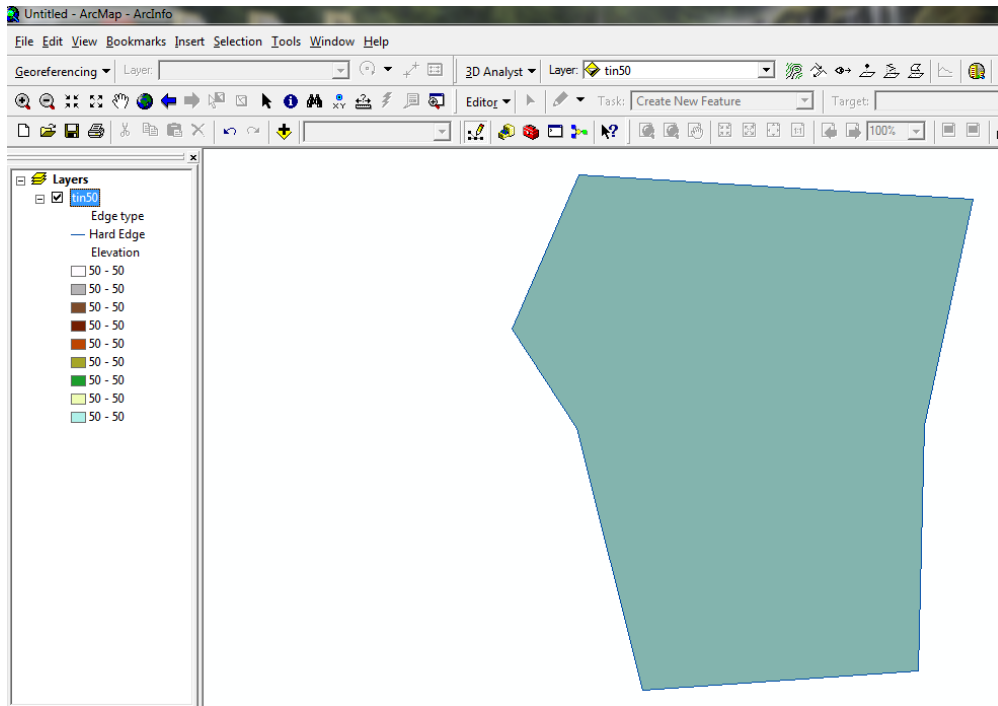 Untitled - ArcMap - ArcInfo
File Edit View Bookmarks Insert Selection Tools Window Help
Georeferencing Layer: 3D Analyst Layer: tin50
XY Editor Task: Create New Feature Target:
100%
Layers
tin50
Edge type
Hard Edge
Elevation
50 - 50
50 - 50
50 - 50
50 - 50
50 - 50
50 - 50
50 - 50
50 - 50
50 - 50